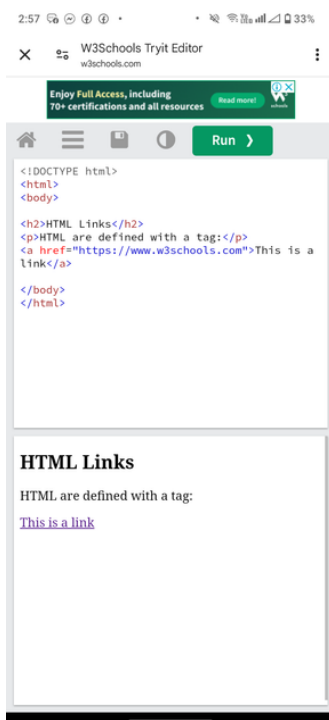 2:57 33%
W3Schools Tryit Editor
w3schools.com
Enjoy Full Access, including
70+ certifications and all resources
Read more!
schools
Run ❯
<!DOCTYPE html>
<html>
<body>
<h2>HTML Links</h2>
<p>HTML are defined with a tag:</p>
<a href="https://www.w3schools.com">This is a
link</a>
</body>
</html>
HTML Links
HTML are defined with a tag:
This is a link